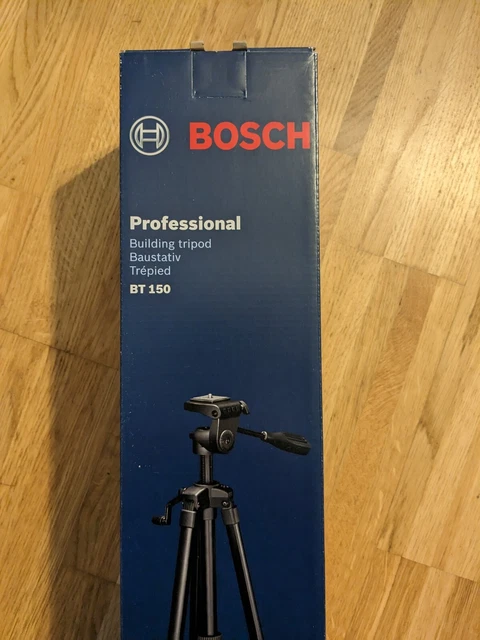 BOSCH
Professional
Building tripod
Baustativ
Trépied
BT 150